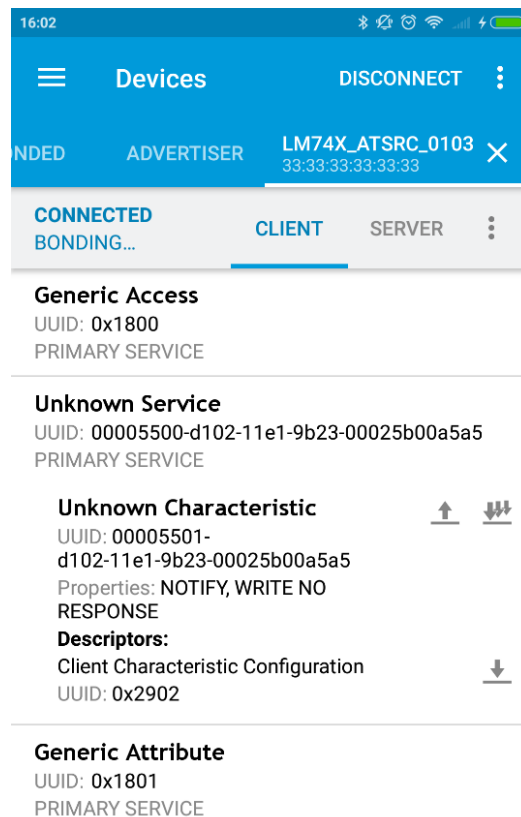 16:02
Devices DISCONNECT
NDED ADVERTISER LM74X_ATSRC_0103
33:33:33:33:33:33
CONNECTED
BONDING... CLIENT SERVER
Generic Access
UUID: 0x1800
PRIMARY SERVICE
Unknown Service
UUID: 00005500-d102-11e1-9b23-00025b00a5a5
PRIMARY SERVICE
Unknown Characteristic
UUID: 00005501-
d102-11e1-9b23-00025b00a5a5
Properties: NOTIFY, WRITE NO
RESPONSE
Descriptors:
Client Characteristic Configuration
UUID: 0x2902
Generic Attribute
UUID: 0x1801
PRIMARY SERVICE